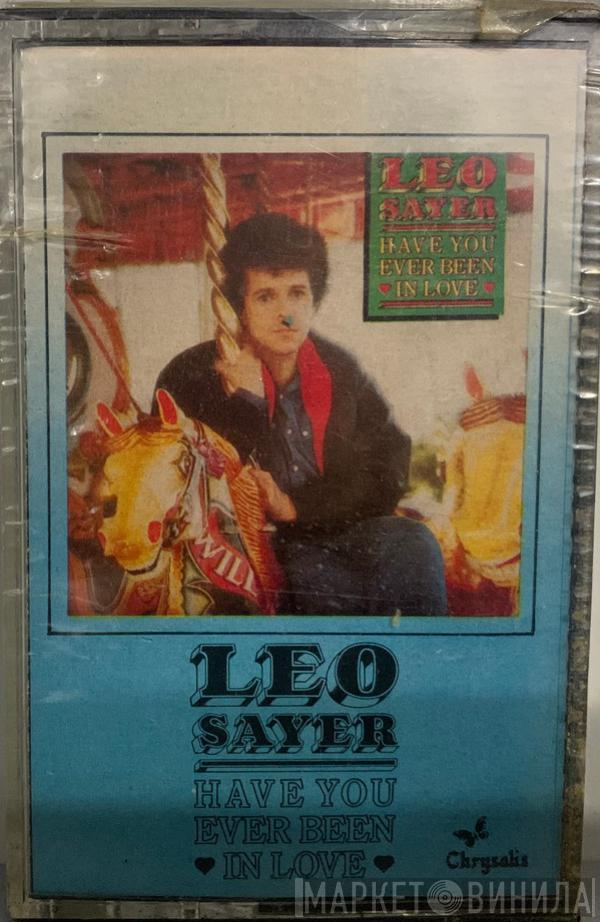 LEO
SAYER
HAVE YOU
EVER BEEN
♥ IN LOVE ♥
WILL
LEO
SAYER
HAVE YOU
EVER BEEN
♥ IN LOVE ♥
Chrysalis
МАРКЕТ ВИНИЛА